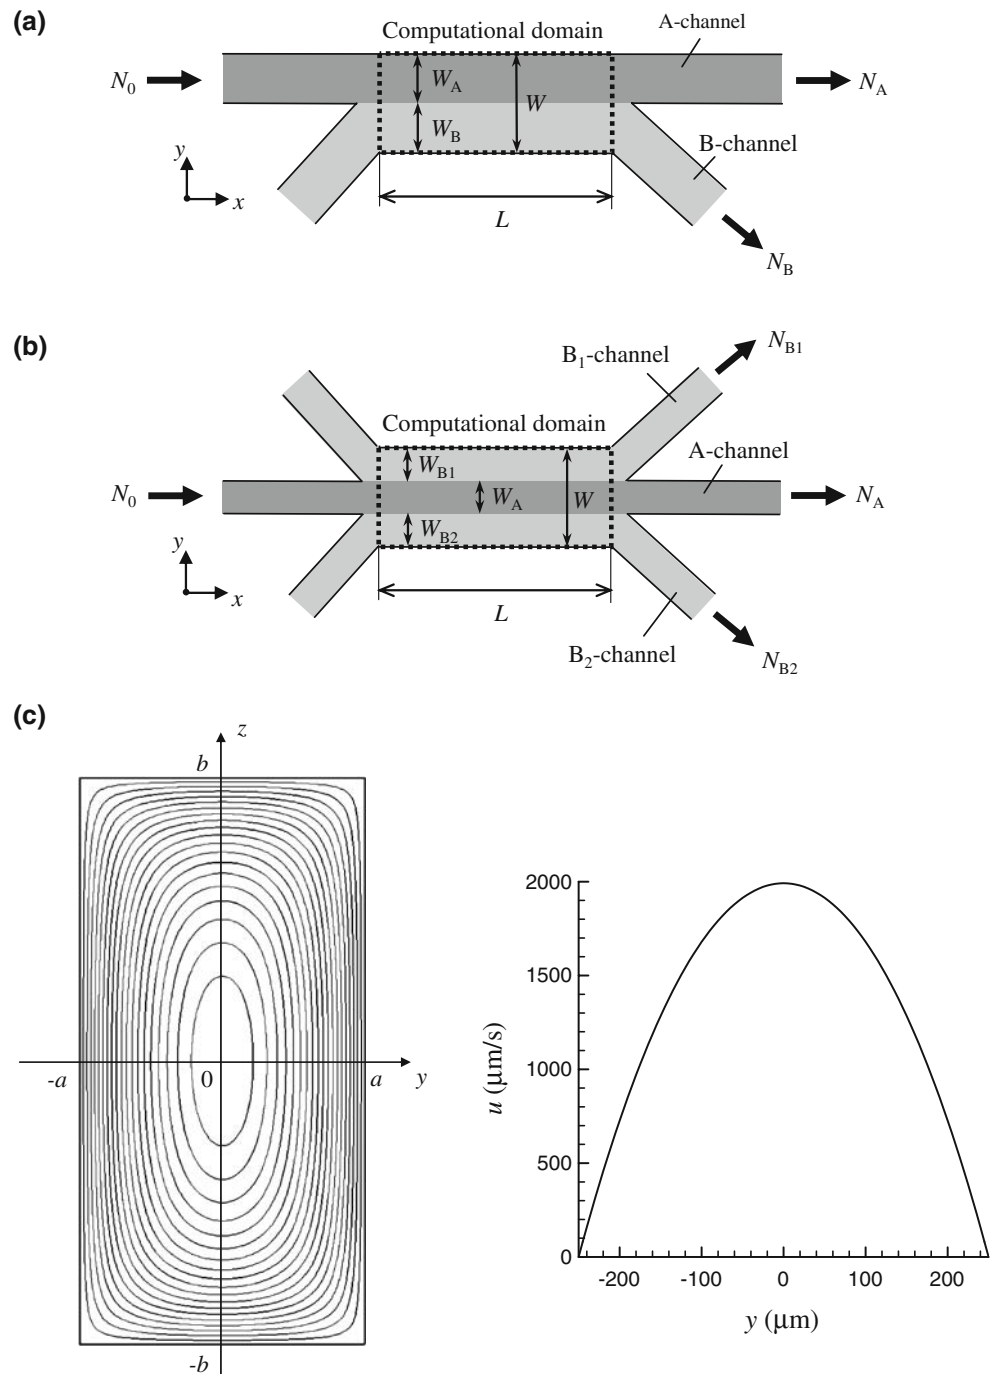 (a)
Computational domain
A-channel
N0
WA
W
NA
WB
B-channel
y
x
L
NB
(b)
NB1
B1-channel
Computational domain
A-channel
WB1
N0
WA
W
NA
WB2
y
x
L
B2-channel
NB2
(c)
z
b
-a
0
a
y
-b
2000
1500
1000
500
0
u (μm/s)
-200 -100 0 100 200
y (μm)